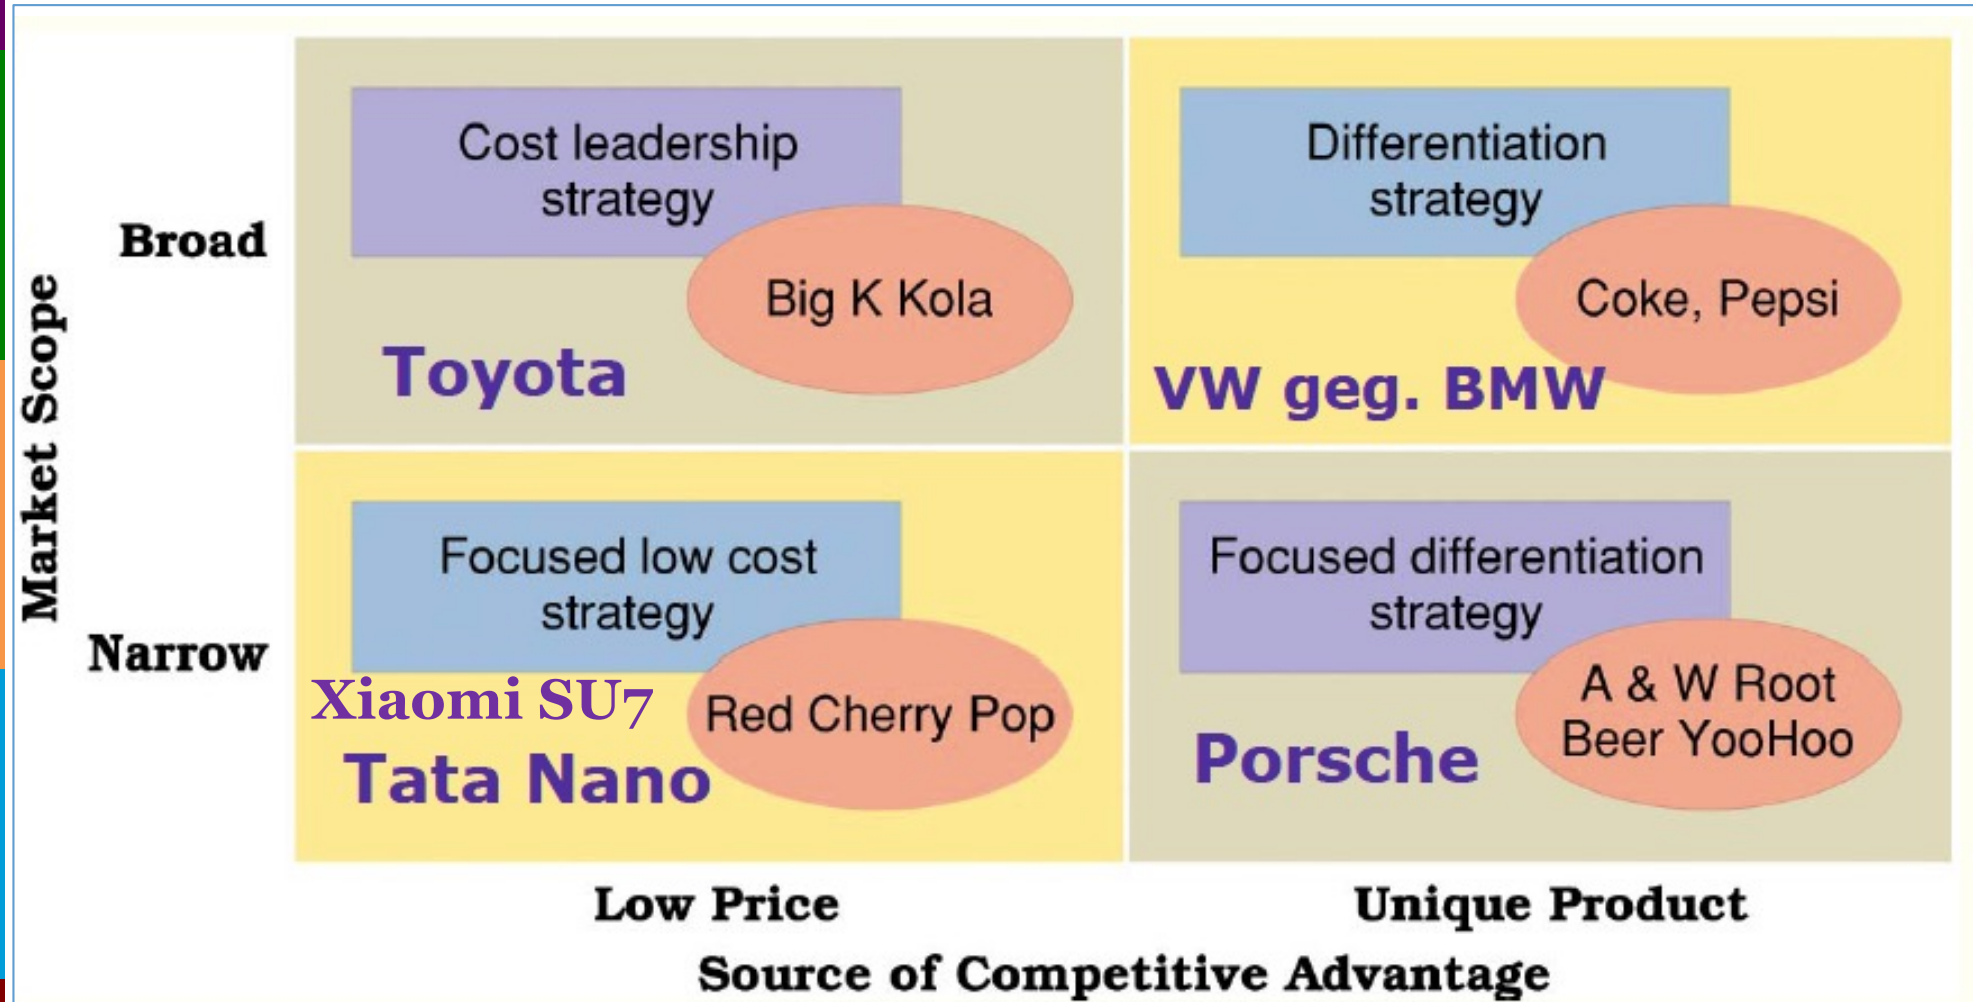 Market Scope
Broad
Cost leadership
strategy
Big K Kola
Toyota
Differentiation
strategy
Coke, Pepsi
VW geg. BMW
Narrow
Focused low cost
strategy
Xiaomi SU7
Red Cherry Pop
Tata Nano
Focused differentiation
strategy
A & W Root
Beer YooHoo
Porsche
Low Price
Unique Product
Source of Competitive Advantage